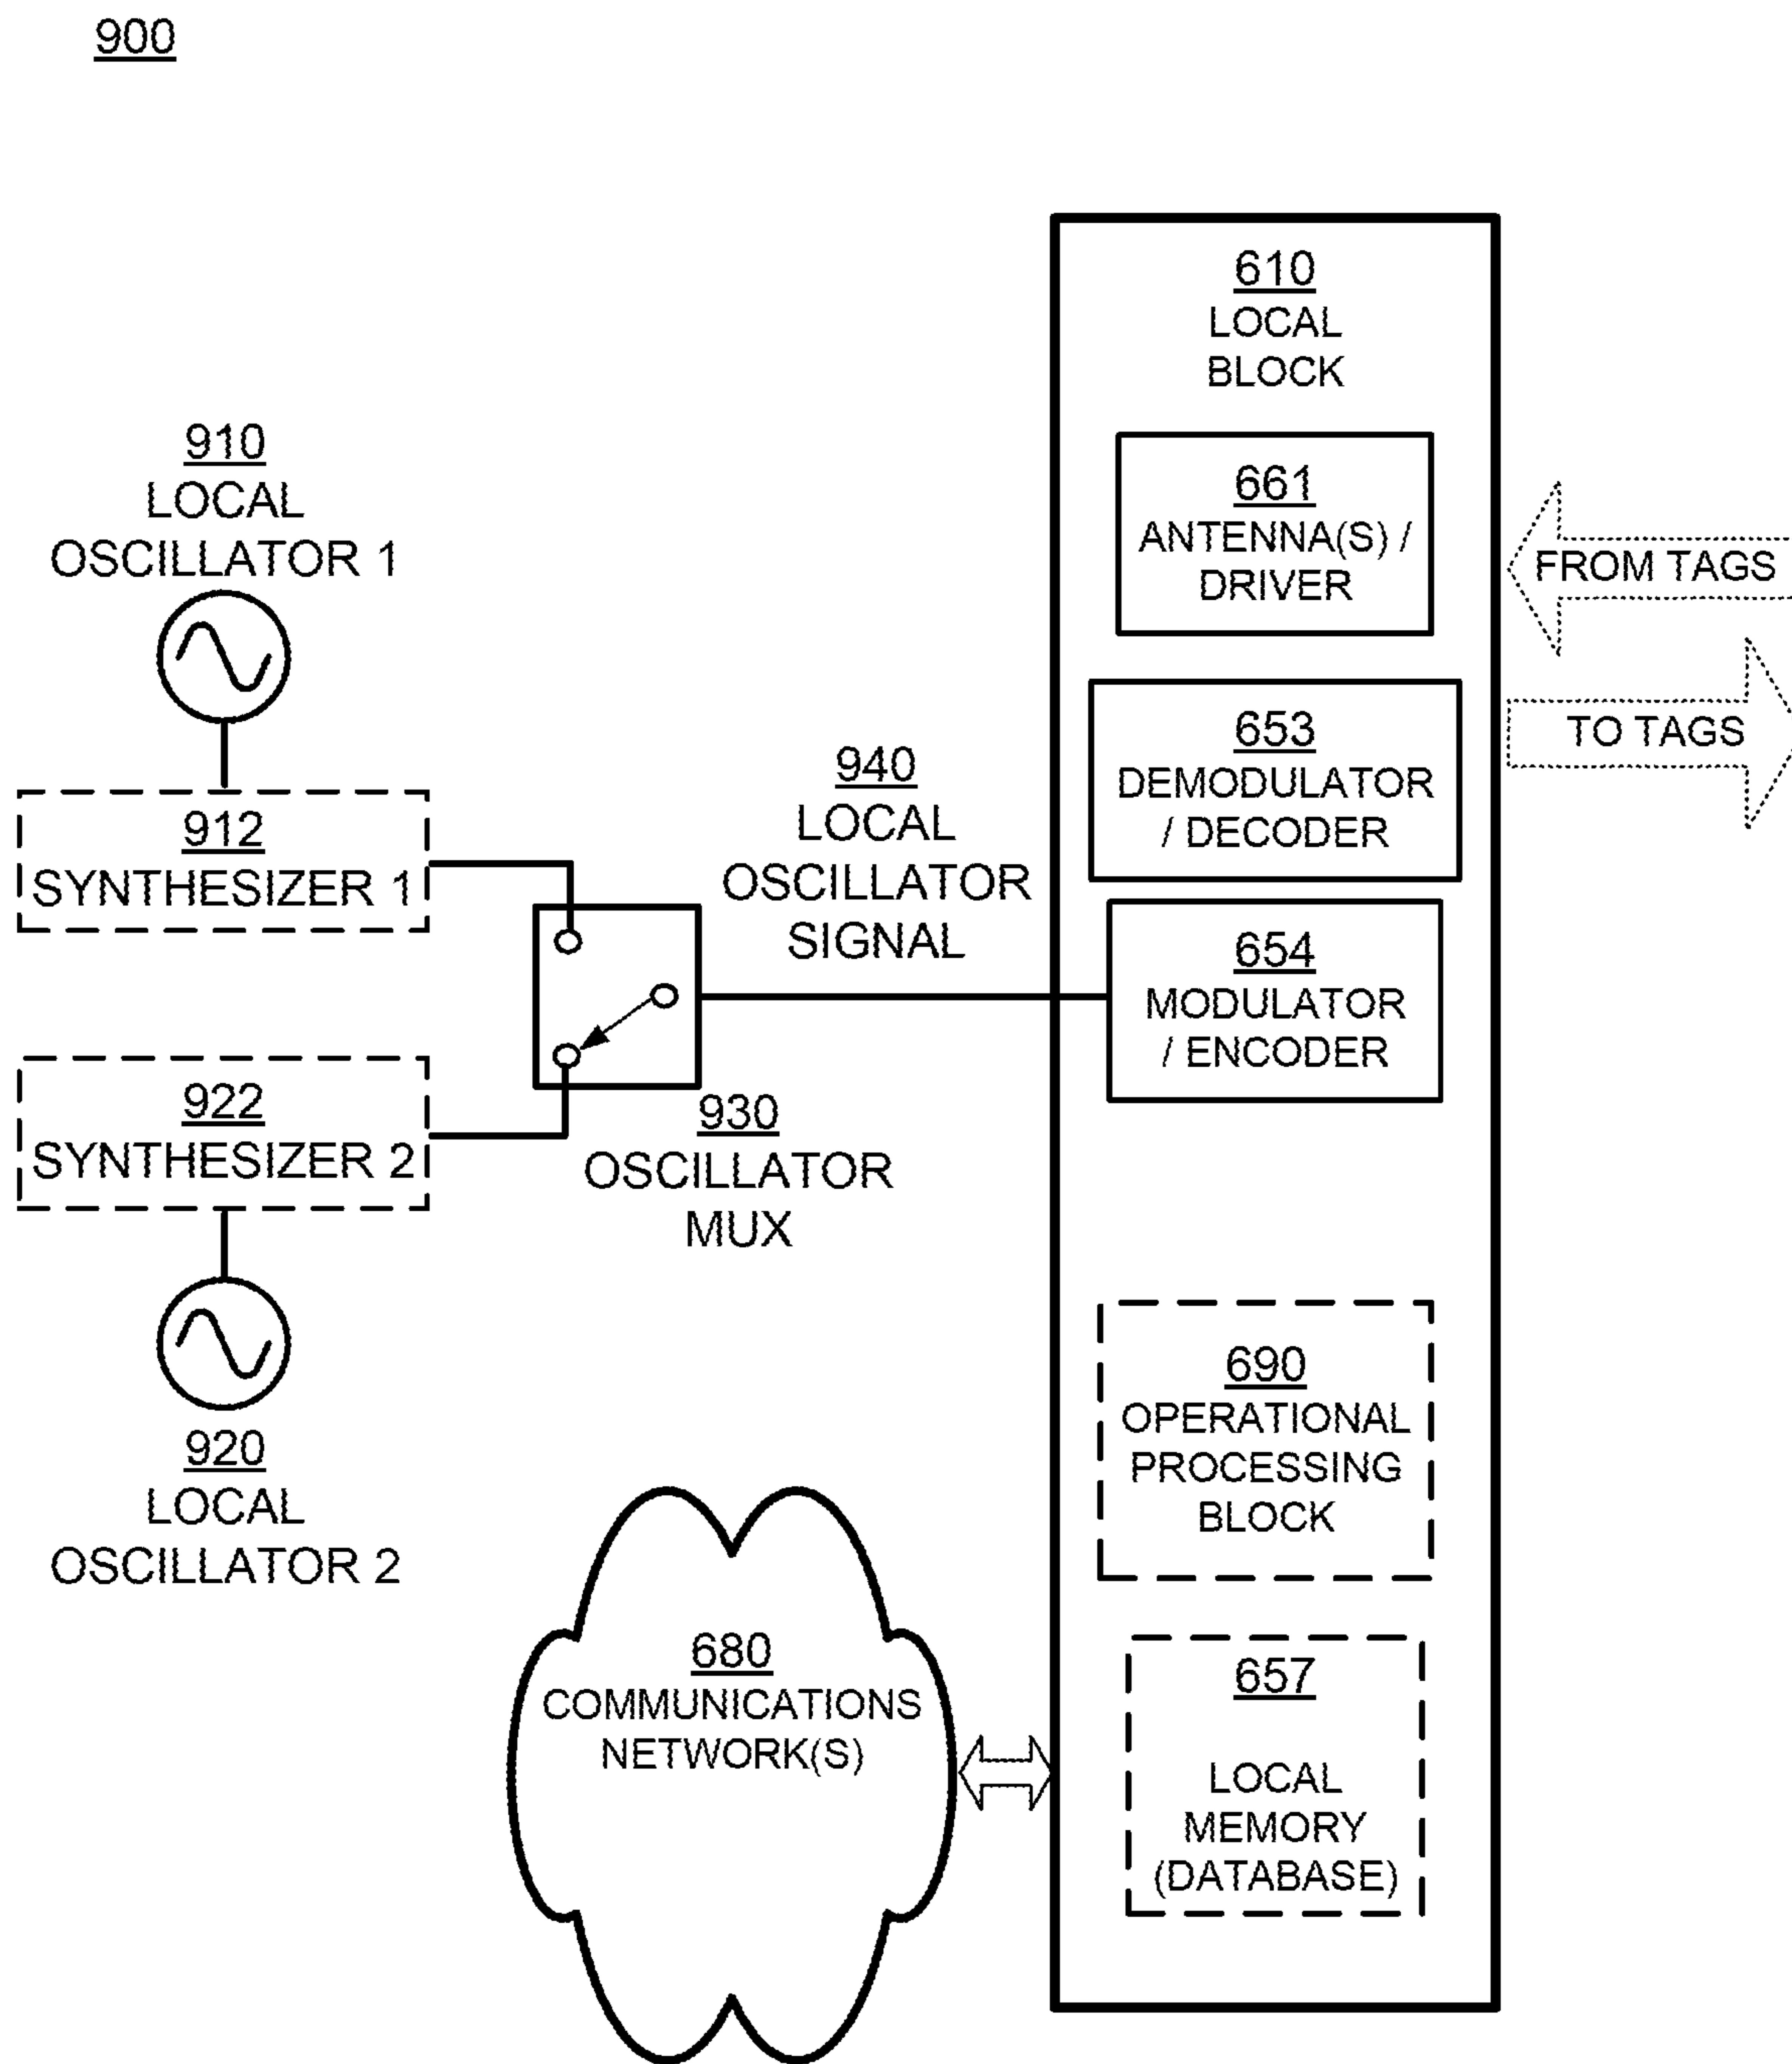 900
910
LOCAL
OSCILLATOR 1
912
SYNTHESIZER 1
922
SYNTHESIZER 2
920
LOCAL
OSCILLATOR 2
930
OSCILLATOR
MUX
940
LOCAL
OSCILLATOR
SIGNAL
610
LOCAL
BLOCK
661
ANTENNA(S) /
DRIVER
653
DEMODULATOR
/ DECODER
654
MODULATOR
/ ENCODER
690
OPERATIONAL
PROCESSING
BLOCK
657
LOCAL
MEMORY
(DATABASE)
680
COMMUNICATIONS
NETWORK(S)
FROM TAGS
TO TAGS